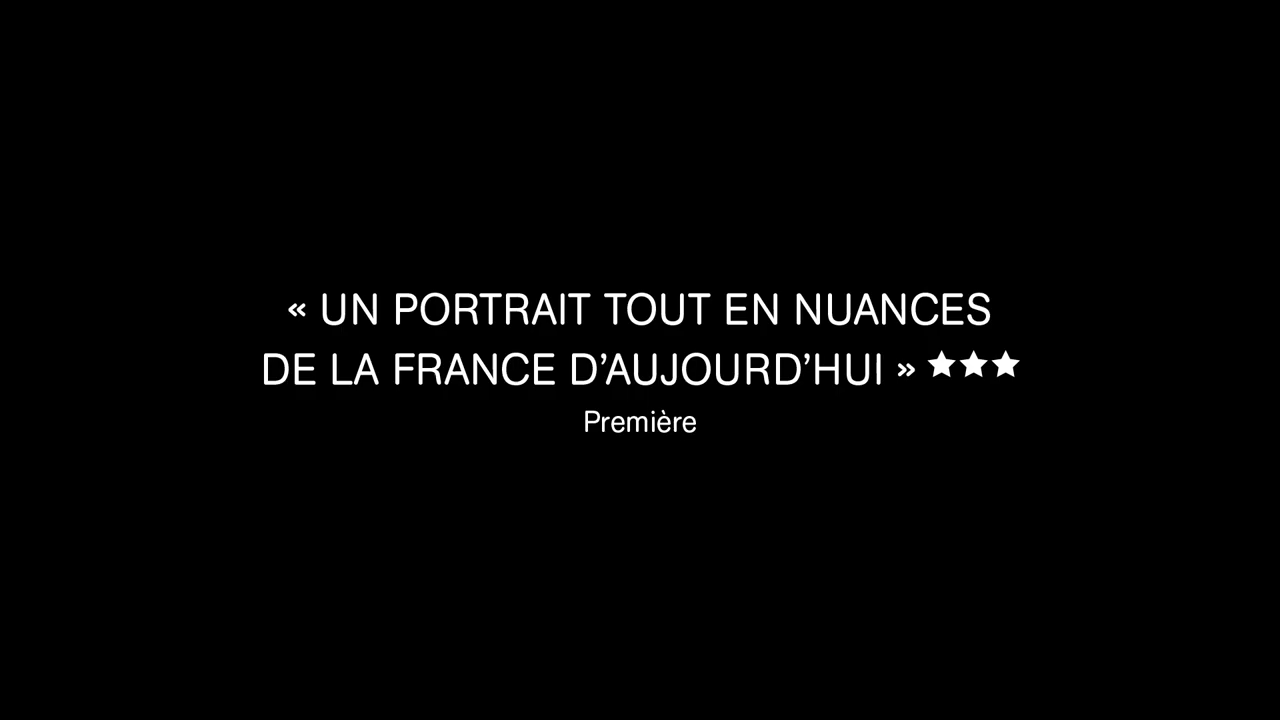 « UN PORTRAIT TOUT EN NUANCES
DE LA FRANCE D’AUJOURD’HUI » ★★★
Première